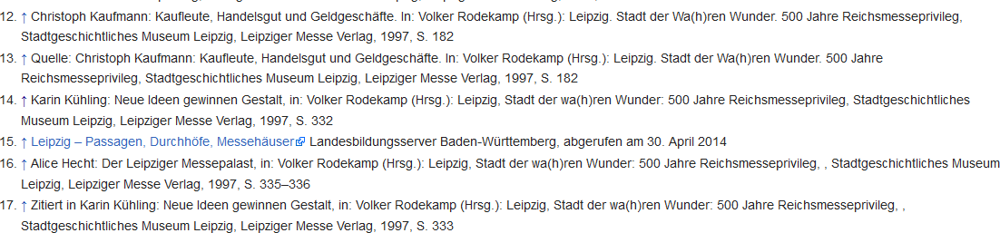 12. ↑ Christoph Kaufmann: Kaufleute, Handelsgut und Geldgeschäfte. In: Volker Rodekamp (Hrsg.): Leipzig. Stadt der Wa(h)ren Wunder. 500 Jahre Reichsmesseprivileg,
Stadtgeschichtliches Museum Leipzig, Leipziger Messe Verlag, 1997, S. 182
13. ↑ Quelle: Christoph Kaufmann: Kaufleute, Handelsgut und Geldgeschäfte. In: Volker Rodekamp (Hrsg.): Leipzig. Stadt der Wa(h)ren Wunder. 500 Jahre
Reichsmesseprivileg, Stadtgeschichtliches Museum Leipzig, Leipziger Messe Verlag, 1997, S. 182
14. ↑ Karin Kühling: Neue Ideen gewinnen Gestalt, in: Volker Rodekamp (Hrsg.): Leipzig, Stadt der wa(h)ren Wunder: 500 Jahre Reichsmesseprivileg, Stadtgeschichtliches
Museum Leipzig, Leipziger Messe Verlag, 1997, S. 332
15. ↑ Leipzig – Passagen, Durchhöfe, Messehäuser Landesbildungsserver Baden-Württemberg, abgerufen am 30. April 2014
16. ↑ Alice Hecht: Der Leipziger Messepalast, in: Volker Rodekamp (Hrsg.): Leipzig, Stadt der wa(h)ren Wunder: 500 Jahre Reichsmesseprivileg, , Stadtgeschichtliches Museum
Leipzig, Leipziger Messe Verlag, 1997, S. 335–336
17. ↑ Zitiert in Karin Kühling: Neue Ideen gewinnen Gestalt, in: Volker Rodekamp (Hrsg.): Leipzig, Stadt der wa(h)ren Wunder: 500 Jahre Reichsmesseprivileg, ,
Stadtgeschichtliches Museum Leipzig, Leipziger Messe Verlag, 1997, S. 333